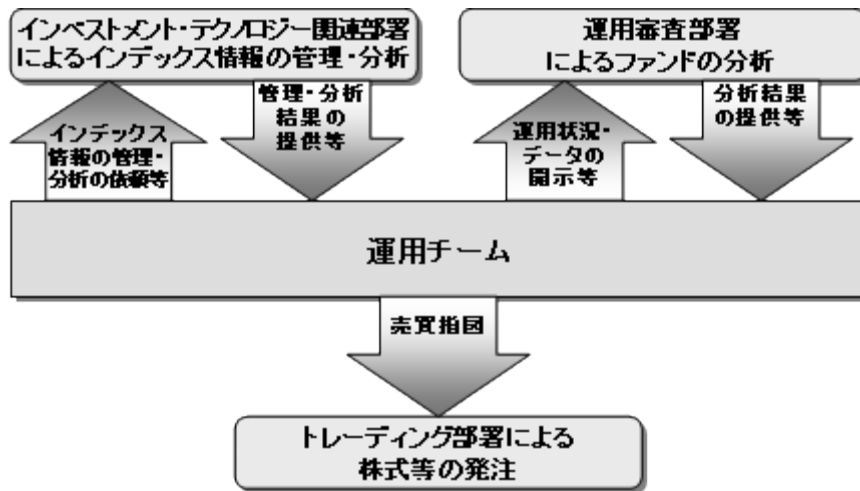 インベストメント・テクノロジー関連部署
によるインデックス情報の管理・分析
運用審査部署
によるファンドの分析
インデックス
情報の管理・
分析の依頼等
管理・分析
結果の
提供等
運用状況・
データの
開示等
分析結果
の提供等
運用チーム
売買指図
トレーディング部署による
株式等の発注